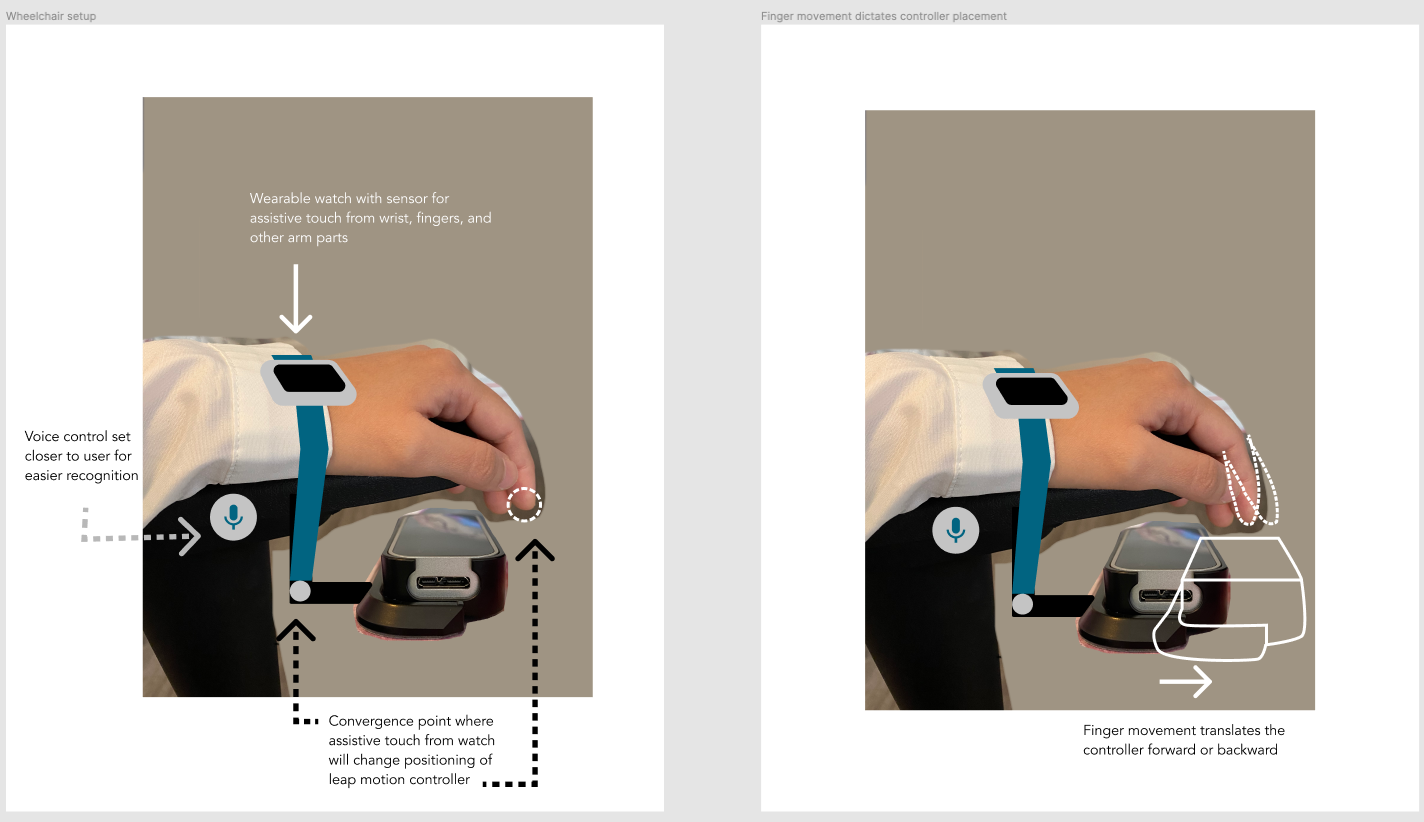 Wheelchair setup
Wearable watch with sensor for
assistive touch from wrist, fingers, and
other arm parts
Voice control set
closer to user for
easier recognition
Convergence point where
assistive touch from watch
will change positioning of
leap motion controller
Finger movement dictates controller placement
Finger movement translates the
controller forward or backward